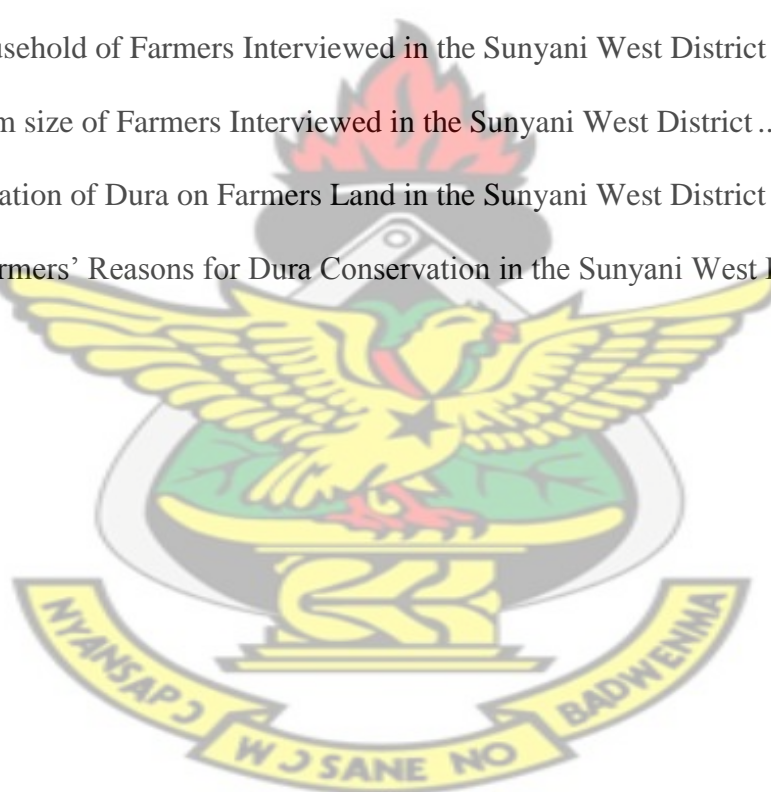 usehold of Farmers Interviewed in the Sunyani West District
m size of Farmers Interviewed in the Sunyani West District ..
ation of Dura on Farmers Land in the Sunyani West District
rmers’ Reasons for Dura Conservation in the Sunyani West
NYANSAPƆ
WƆSANE NO
BADWENMA